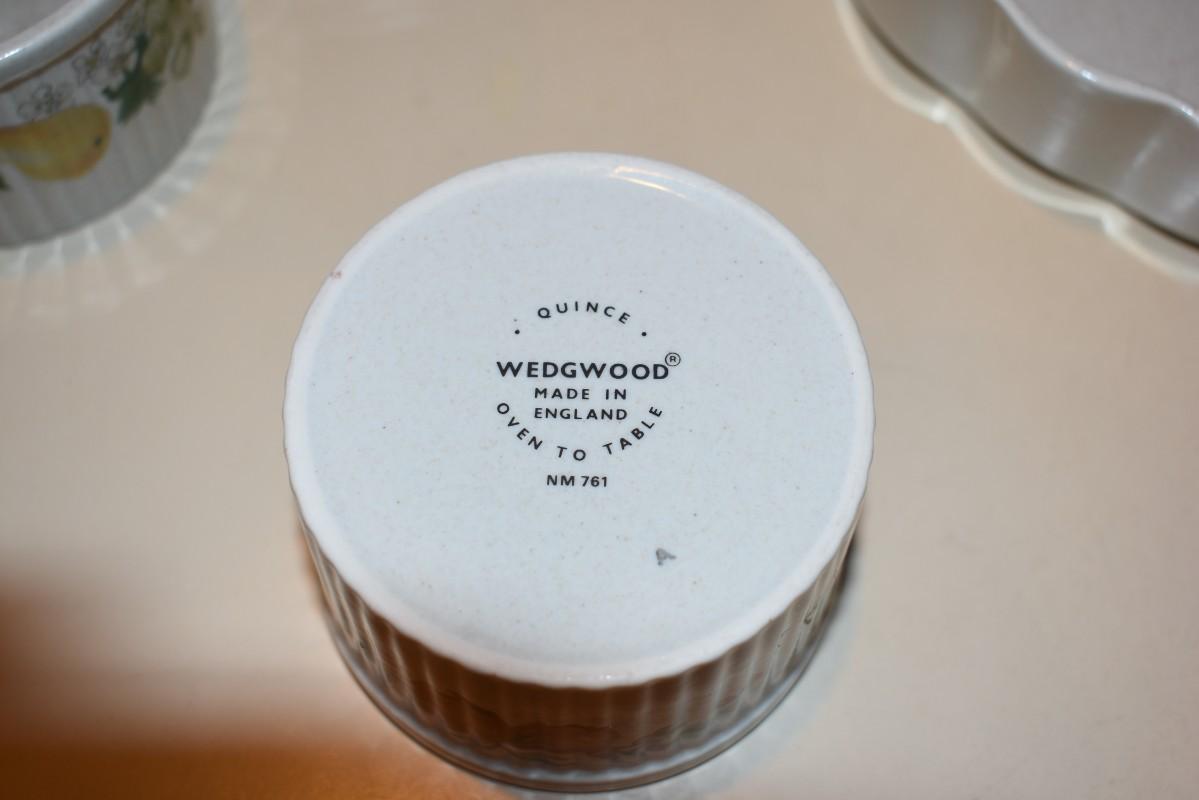 • QUINCE •
WEDGWOOD®
MADE IN
ENGLAND
OVEN TO TABLE
NM 761
A